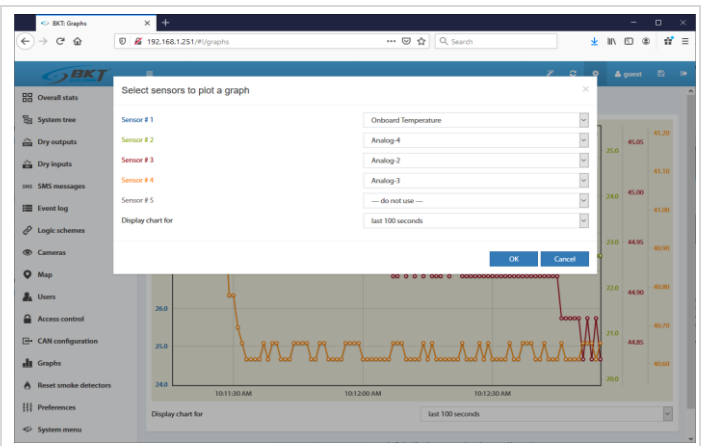 BKT: Graphs
192.168.1.251/#!/graphs
Search
BKT
guest
Select sensors to plot a graph
Sensor # 1
Onboard Temperature
Sensor # 2
Analog-4
Sensor # 3
Analog-2
Sensor # 4
Analog-3
Sensor # 5
— do not use —
Display chart for
last 100 seconds
OK
Cancel
Overall stats
System tree
Dry outputs
Dry inputs
SMS SMS messages
Event log
Logic schemes
Cameras
Map
Users
Access control
CAN configuration
Graphs
Reset smoke detectors
Preferences
System menu
26.0
25.0
24.0
10:11:30 AM
10:12:00 AM
10:12:30 AM
25.0
24.0
23.0
22.0
21.0
20.0
45.05
45.00
44.95
44.90
44.85
41.20
41.10
41.00
40.90
40.80
40.70
40.60
Display chart for
last 100 seconds